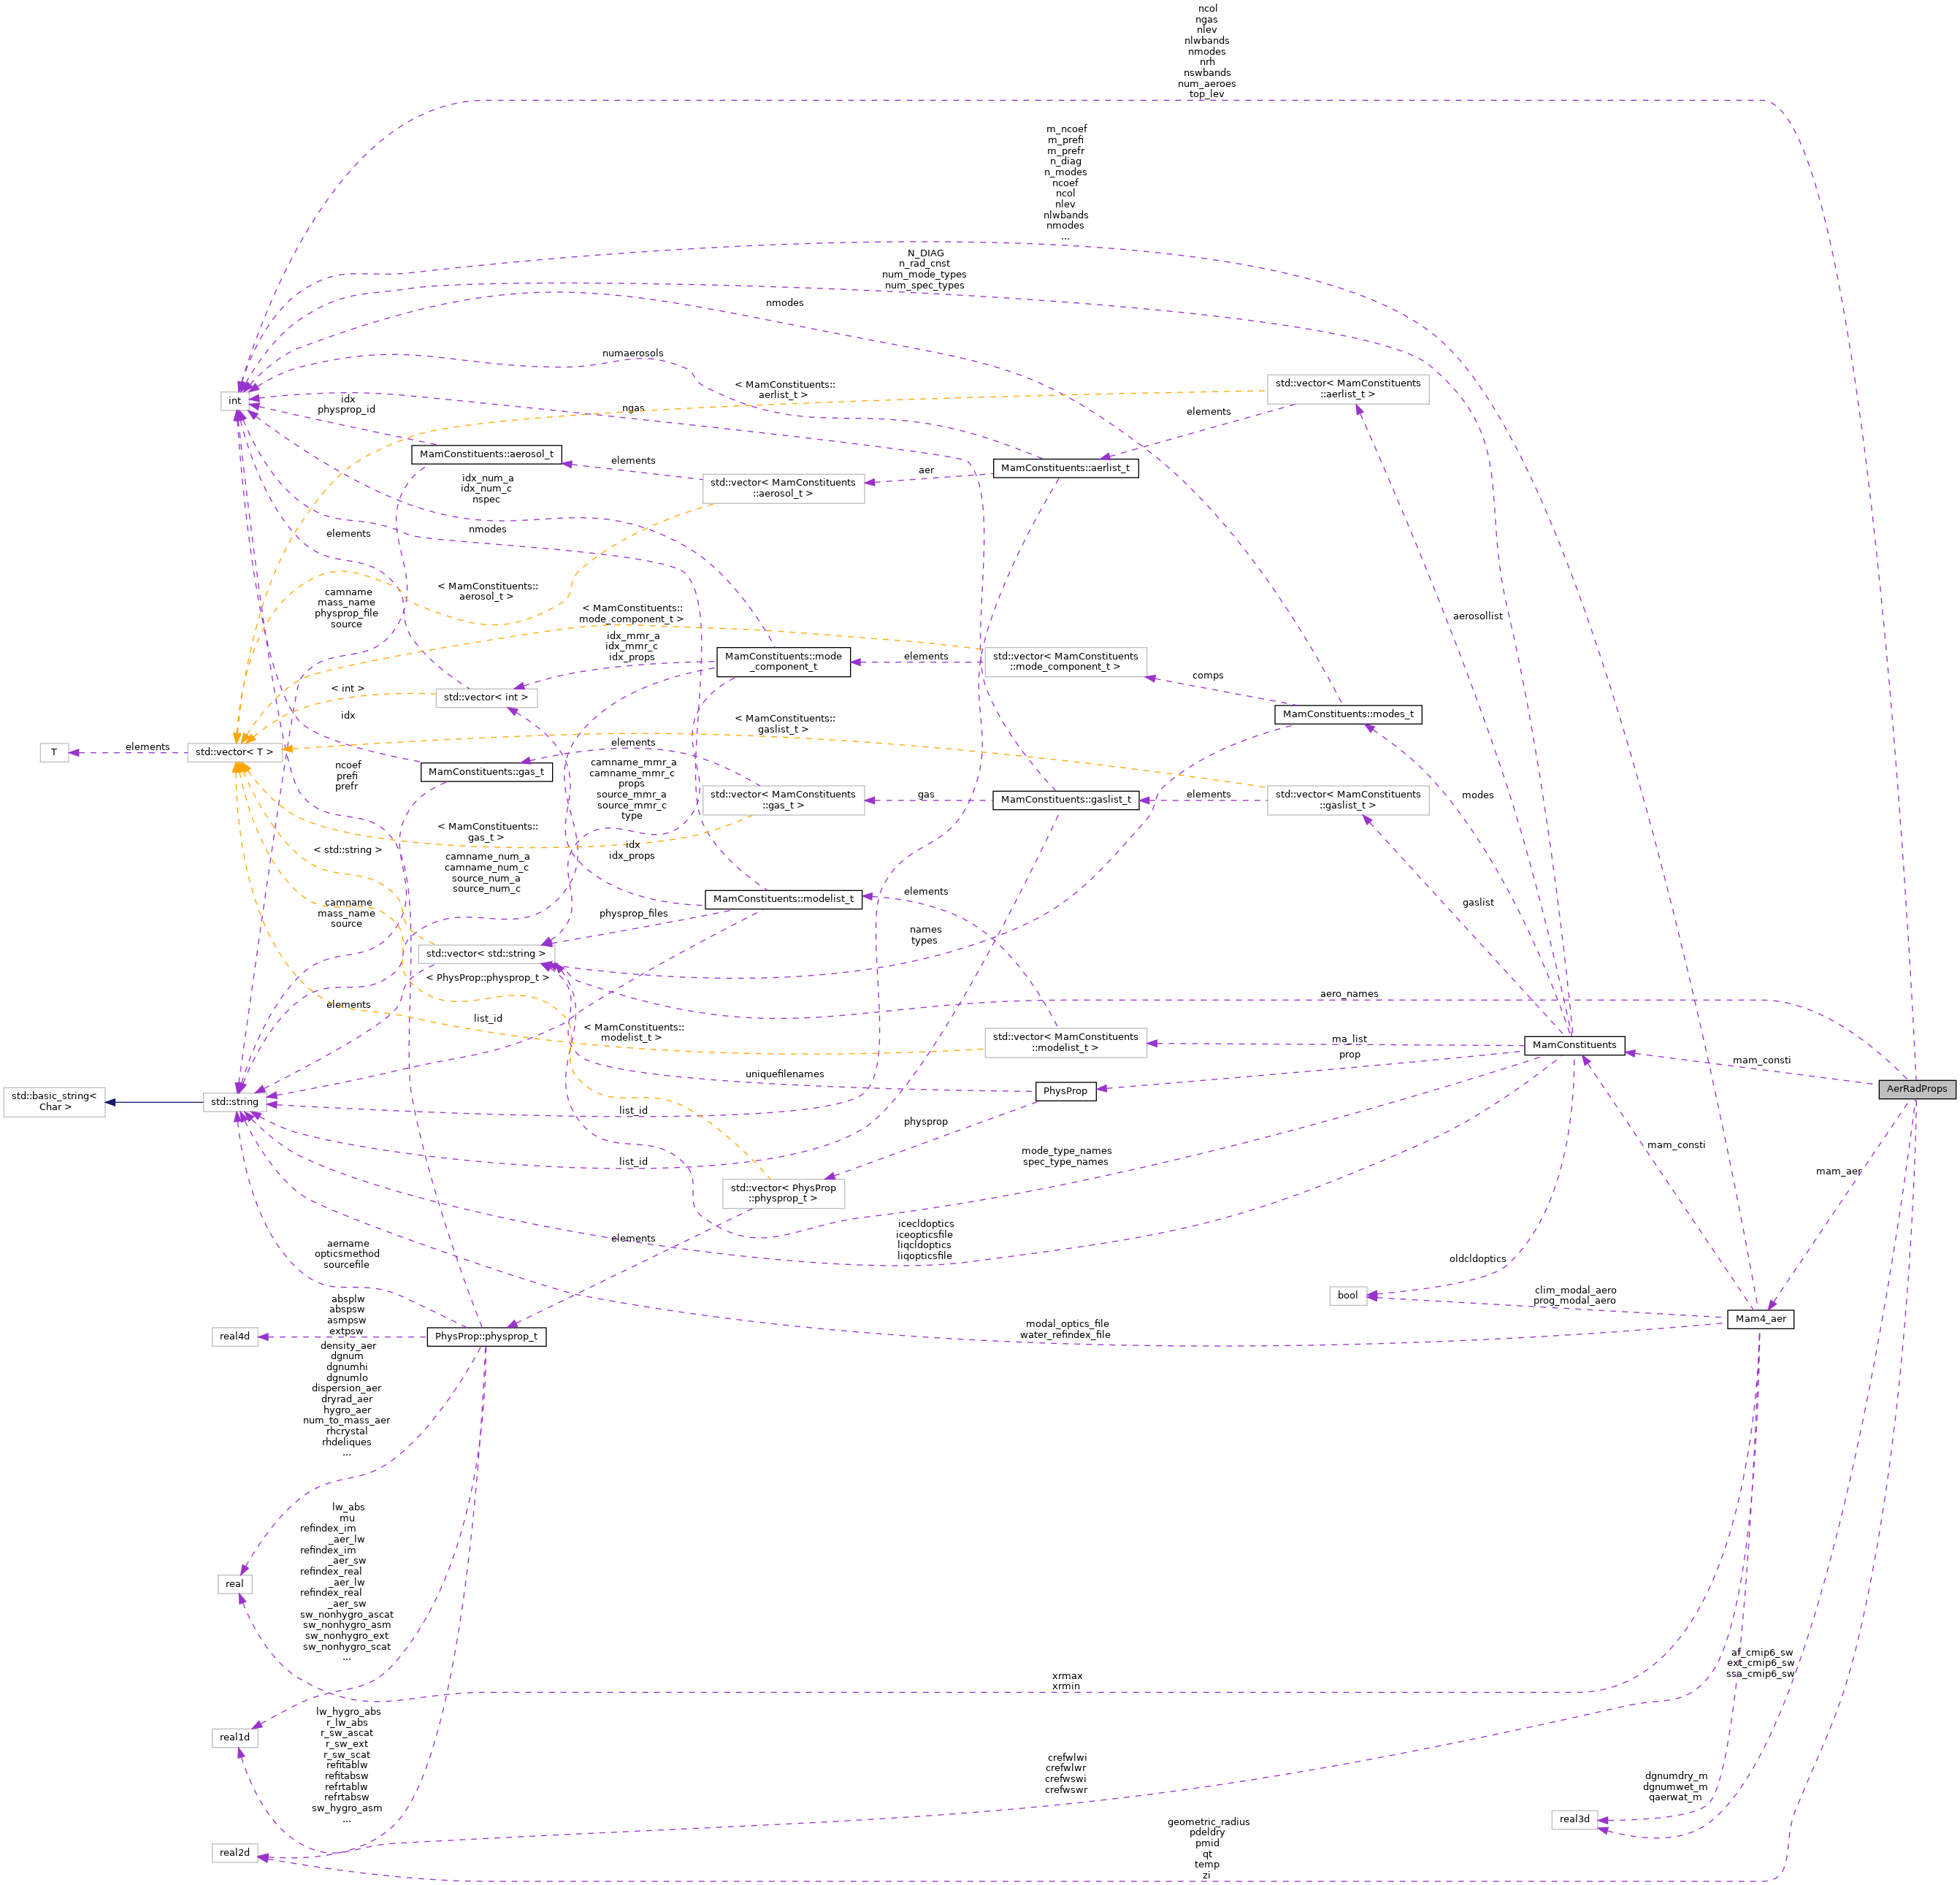 ncol
ngas
nlev
nlwbands
nmodes
nrh
nswbands
num_aeroes
top_lev
m_ncoef
m_prefi
m_prefr
n_diag
n_modes
ncoef
ncol
nlev
nlwbands
nmodes
...
N_DIAG
n_rad_cnst
num_mode_types
num_spec_types
nmodes
numaerosols
< MamConstituents::
aerlist_t >
std::vector< MamConstituents
::aerlist_t >
int
idx
physprop_id
ngas
elements
MamConstituents::aerosol_t
elements
aer
MamConstituents::aerlist_t
std::vector< MamConstituents
::aerosol_t >
idx_num_a
idx_num_c
nspec
nmodes
elements
< MamConstituents::
aerosol_t >
camname
mass_name
physprop_file
source
< MamConstituents::
mode_component_t >
aerosollist
idx_mmr_a
idx_mmr_c
idx_props
MamConstituents::mode
_component_t
elements
std::vector< MamConstituents
::mode_component_t >
comps
< int >
std::vector< int >
idx
MamConstituents::modes_t
< MamConstituents::
gaslist_t >
T
elements
std::vector< T >
elements
ncoef
prefi
prefr
MamConstituents::gas_t
camname_mmr_a
camname_mmr_c
props
source_mmr_a
source_mmr_c
type
std::vector< MamConstituents
::gas_t >
gas
MamConstituents::gaslist_t
elements
std::vector< MamConstituents
::gaslist_t >
modes
< MamConstituents::
gas_t >
< std::string >
idx
idx_props
camname_num_a
camname_num_c
source_num_a
source_num_c
MamConstituents::modelist_t
elements
gaslist
camname
mass_name
source
physprop_files
names
types
std::vector< std::string >
< PhysProp::physprop_t >
aero_names
elements
list_id
< MamConstituents::
modelist_t >
std::vector< MamConstituents
::modelist_t >
ma_list
prop
MamConstituents
mam_consti
uniquefilenames
PhysProp
AerRadProps
std::basic_string<
Char >
std::string
list_id
physprop
mam_consti
mode_type_names
spec_type_names
list_id
mam_aer
std::vector< PhysProp
::physprop_t >
icecldoptics
iceopticsfile
liqcldoptics
liqopticsfile
elements
aername
opticsmethod
sourcefile
oldcldoptics
bool
clim_modal_aero
prog_modal_aero
Mam4_aer
absplw
abspsw
asmpsw
extpsw
real4d
PhysProp::physprop_t
modal_optics_file
water_refindex_file
density_aer
dgnum
dgnumhi
dgnumlo
dispersion_aer
dryrad_aer
hygro_aer
num_to_mass_aer
rhcrystal
rhdeliques
...
lw_abs
mu
refindex_im
_aer_lw
refindex_im
_aer_sw
refindex_real
_aer_lw
refindex_real
_aer_sw
sw_nonhygro_ascat
sw_nonhygro_asm
sw_nonhygro_ext
sw_nonhygro_scat
...
real
xrmax
xrmin
af_cmip6_sw
ext_cmip6_sw
ssa_cmip6_sw
real1d
lw_hygro_abs
r_lw_abs
r_sw_ascat
r_sw_ext
r_sw_scat
refitablw
refitabsw
refrtablw
refrtabsw
sw_hygro_asm
...
crefwlwi
crefwlwr
crefwswi
crefwswr
dgnumdry_m
dgnumwet_m
qaerwat_m
real3d
real2d
geometric_radius
pdeldry
pmid
qt
temp
zi